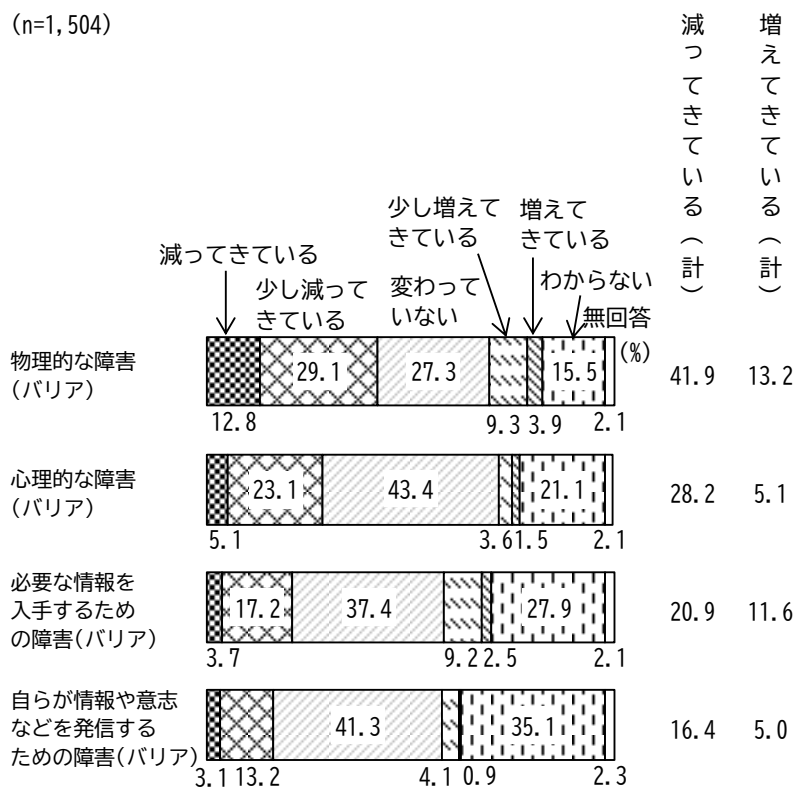 (n=1,504)
減ってきている(計)
増えてきている(計)
減ってきている
少し減って
きている
変わって
いない
少し増えて
きている
増えて
きている
わからない
無回答
(%)
物理的な障害
(バリア)
29.1 27.3 15.5 41.9 13.2
12.8 9.3 3.9 2.1
心理的な障害
(バリア)
23.1 43.4 21.1 28.2 5.1
5.1 3.6 1.5 2.1
必要な情報を
入手するため
の障害(バリア)
17.2 37.4 27.9 20.9 11.6
3.7 9.2 2.5 2.1
自らが情報や意志
などを発信する
ための障害(バリア)
41.3 35.1 16.4 5.0
3.1 13.2 4.1 0.9 2.3